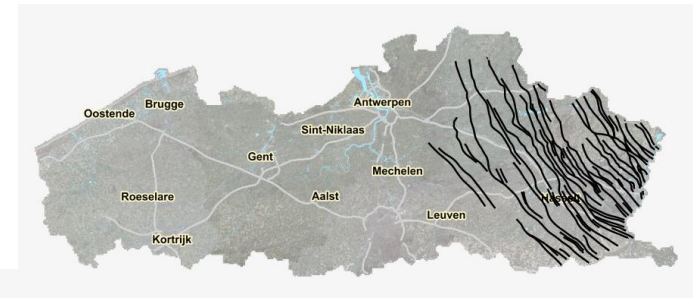 Antwerpen
Brugge
Oostende
Sint-Niklaas
Gent
Mechelen
Roeselare
Aalst
Hasselt
Leuven
Kortrijk